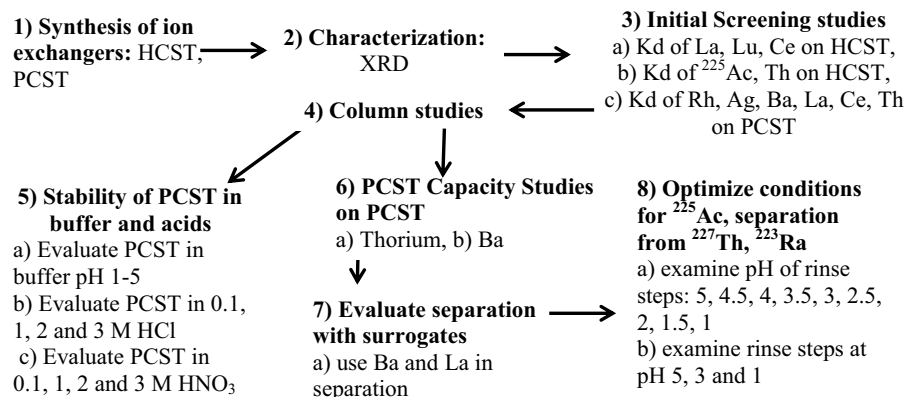 1) Synthesis of ion
exchangers: HCST,
PCST
2) Characterization:
XRD
3) Initial Screening studies
a) Kd of La, Lu, Ce on HCST,
b) Kd of ²²⁵Ac, Th on HCST,
c) Kd of Rh, Ag, Ba, La, Ce, Th
on PCST
4) Column studies
5) Stability of PCST in
buffer and acids
a) Evaluate PCST in
buffer pH 1-5
b) Evaluate PCST in 0.1,
1, 2 and 3 M HCl
c) Evaluate PCST in
0.1, 1, 2 and 3 M HNO₃
6) PCST Capacity Studies
on PCST
a) Thorium, b) Ba
7) Evaluate separation
with surrogates
a) use Ba and La in
separation
8) Optimize conditions
for ²²⁵Ac, separation
from ²²⁷Th, ²²³Ra
a) examine pH of rinse
steps: 5, 4.5, 4, 3.5, 3, 2.5,
2, 1.5, 1
b) examine rinse steps at
pH 5, 3 and 1